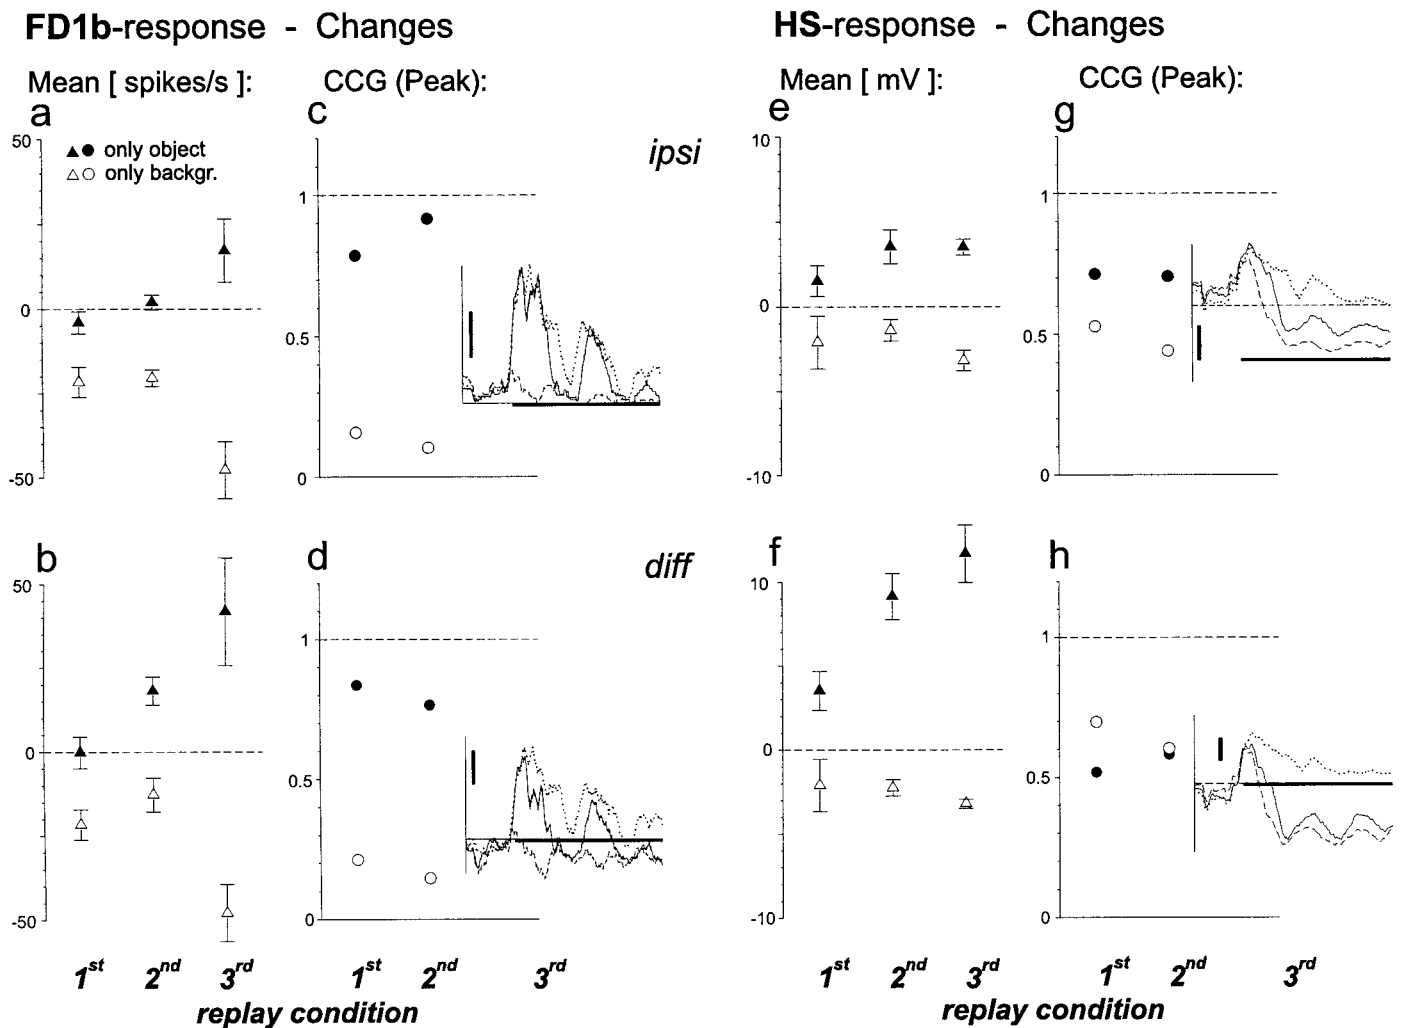 FD1b-response - Changes
HS-response - Changes
Mean [ spikes/s ]:
CCG (Peak):
Mean [ mV ]:
CCG (Peak):
a
c
e
g
50
▲● only object
△○ only backgr.
0
-50
1
0.5
0
ipsi
10
0
-10
1
0.5
0
b
d
f
h
50
0
-50
1
0.5
0
diff
10
0
-10
1
0.5
0
1st 2nd 3rd
1st 2nd 3rd
replay condition
1st 2nd 3rd
1st 2nd 3rd
replay condition